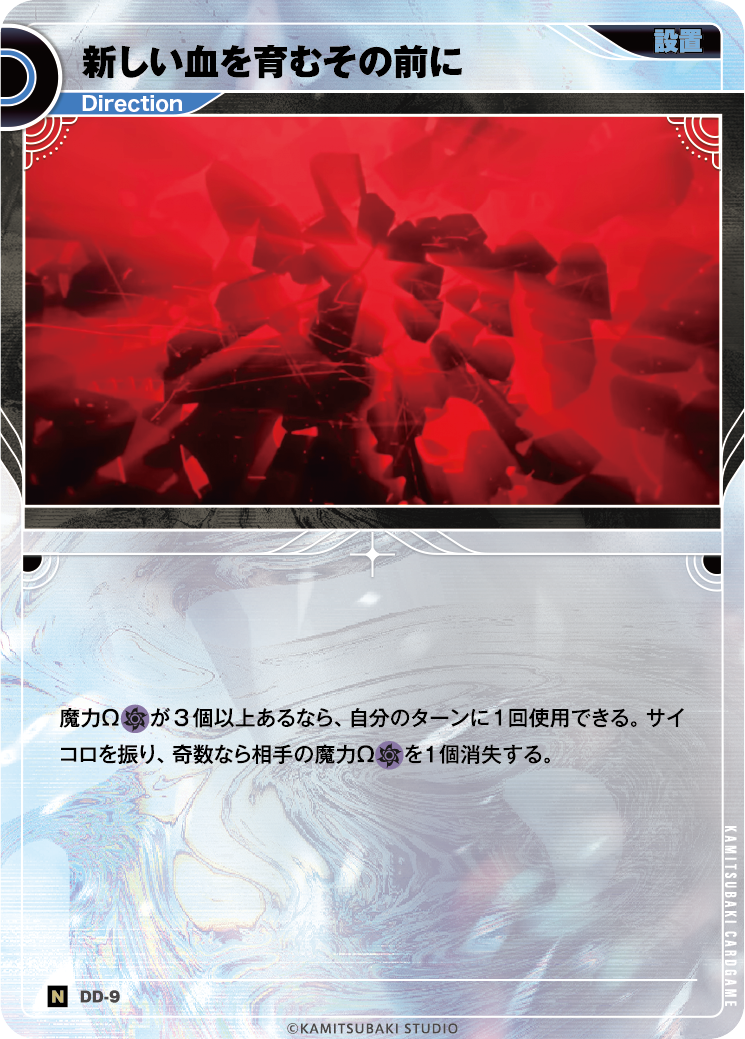 設置
新しい血を育むその前に
Direction
魔力Ωが3個以上あるなら、自分のターンに1回使用できる。サイ
コロを振り、奇数なら相手の魔力Ωを1個消失する。
KAMITSUBAKI CARDGAME
N DD-9
©KAMITSUBAKI STUDIO